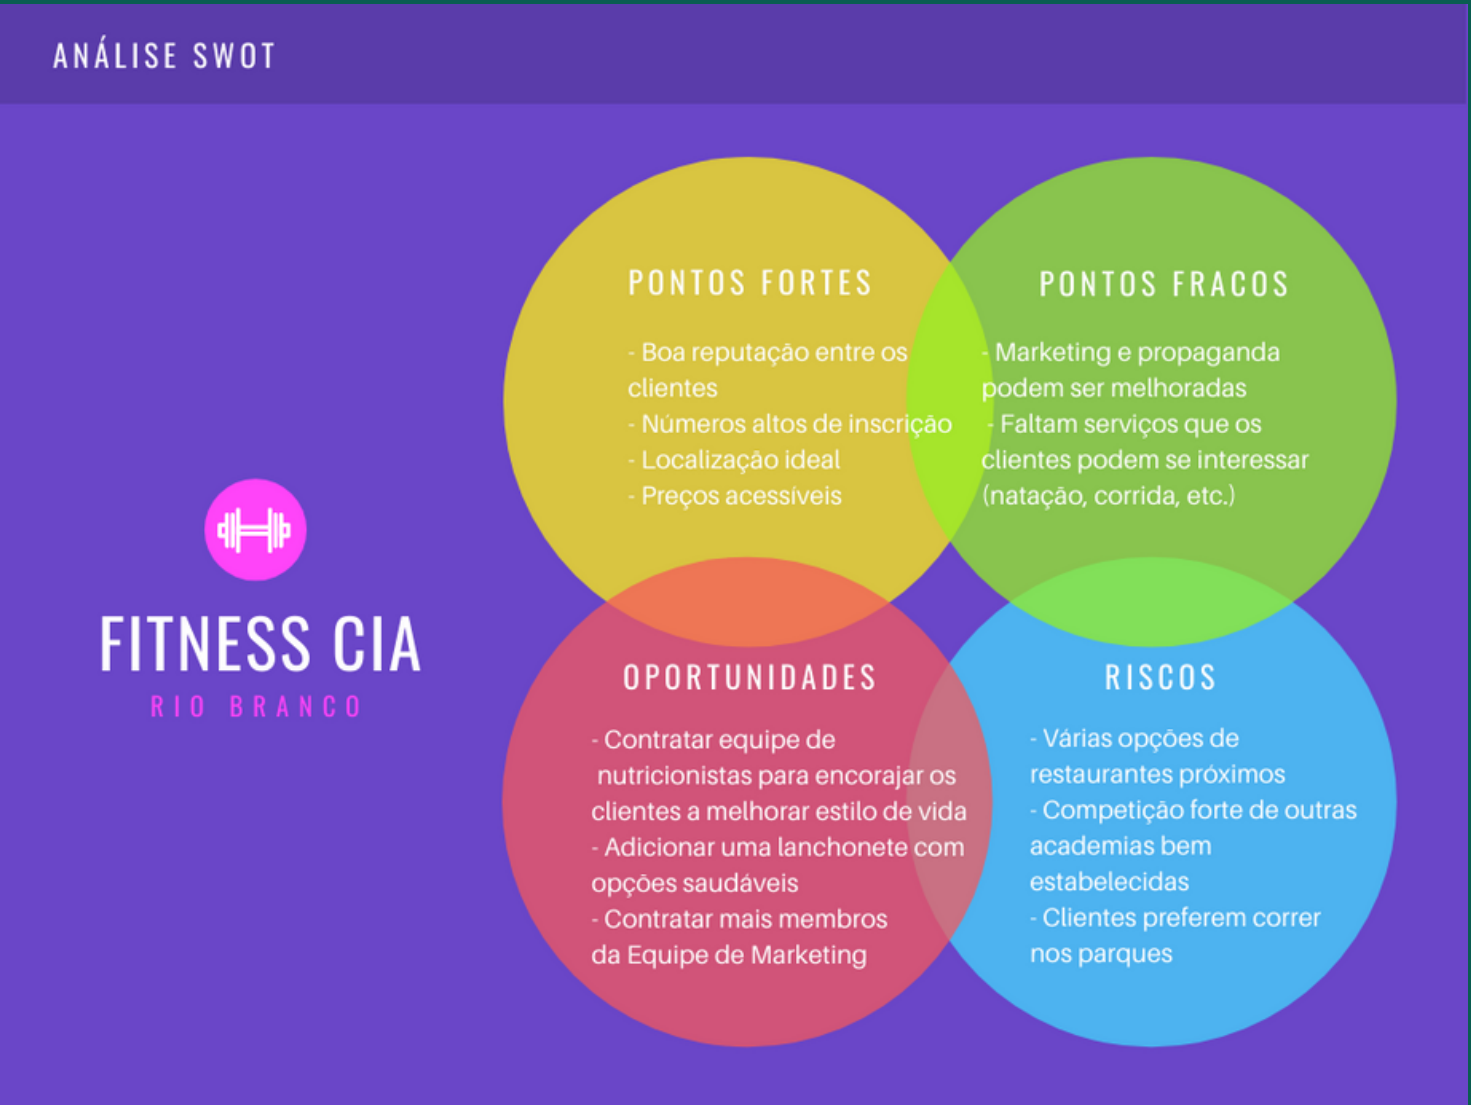 ANÁLISE SWOT
PONTOS FORTES
- Boa reputação entre os
clientes
- Números altos de inscrição
- Localização ideal
- Preços acessíveis
PONTOS FRACOS
- Marketing e propaganda
podem ser melhoradas
- Faltam serviços que os
clientes podem se interessar
(natação, corrida, etc.)
FITNESS CIA
RIO BRANCO
OPORTUNIDADES
- Contratar equipe de
nutricionistas para encorajar os
clientes a melhorar estilo de vida
- Adicionar uma lanchonete com
opções saudáveis
- Contratar mais membros
da Equipe de Marketing
RISCOS
- Várias opções de
restaurantes próximos
- Competição forte de outras
academias bem
estabelecidas
- Clientes preferem correr
nos parques